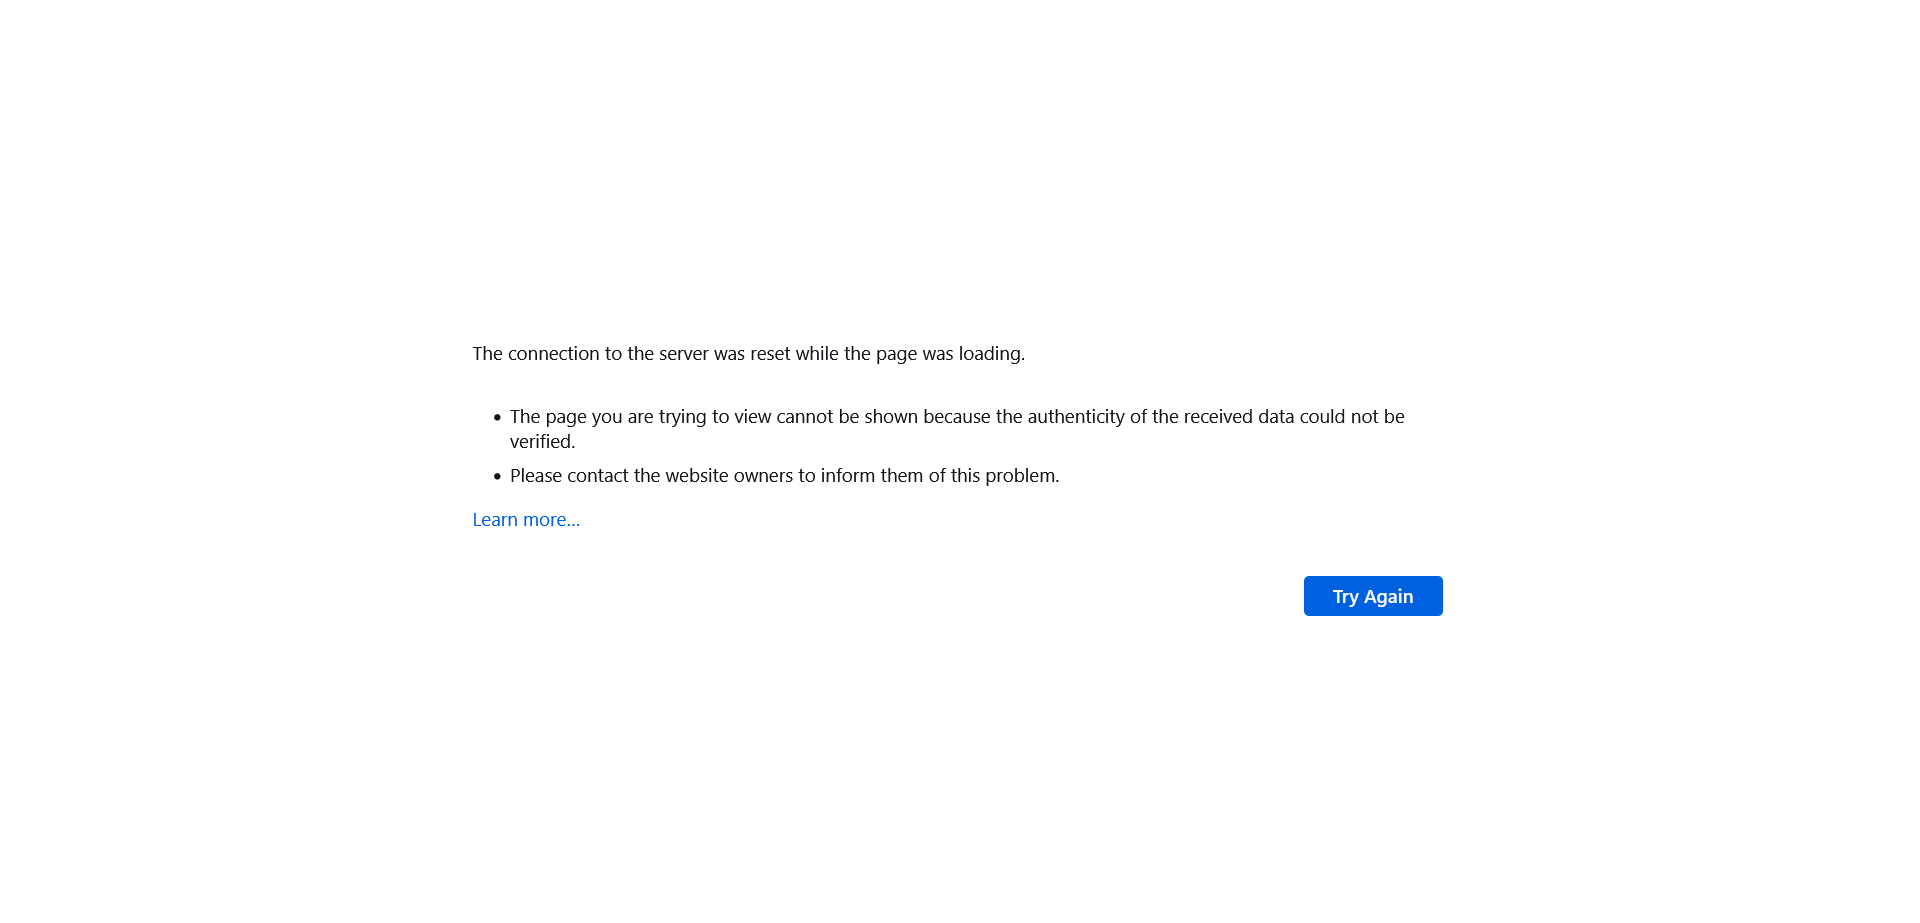 The connection to the server was reset while the page was loading.
• The page you are trying to view cannot be shown because the authenticity of the received data could not be
verified.
• Please contact the website owners to inform them of this problem.
Learn more…
Try Again